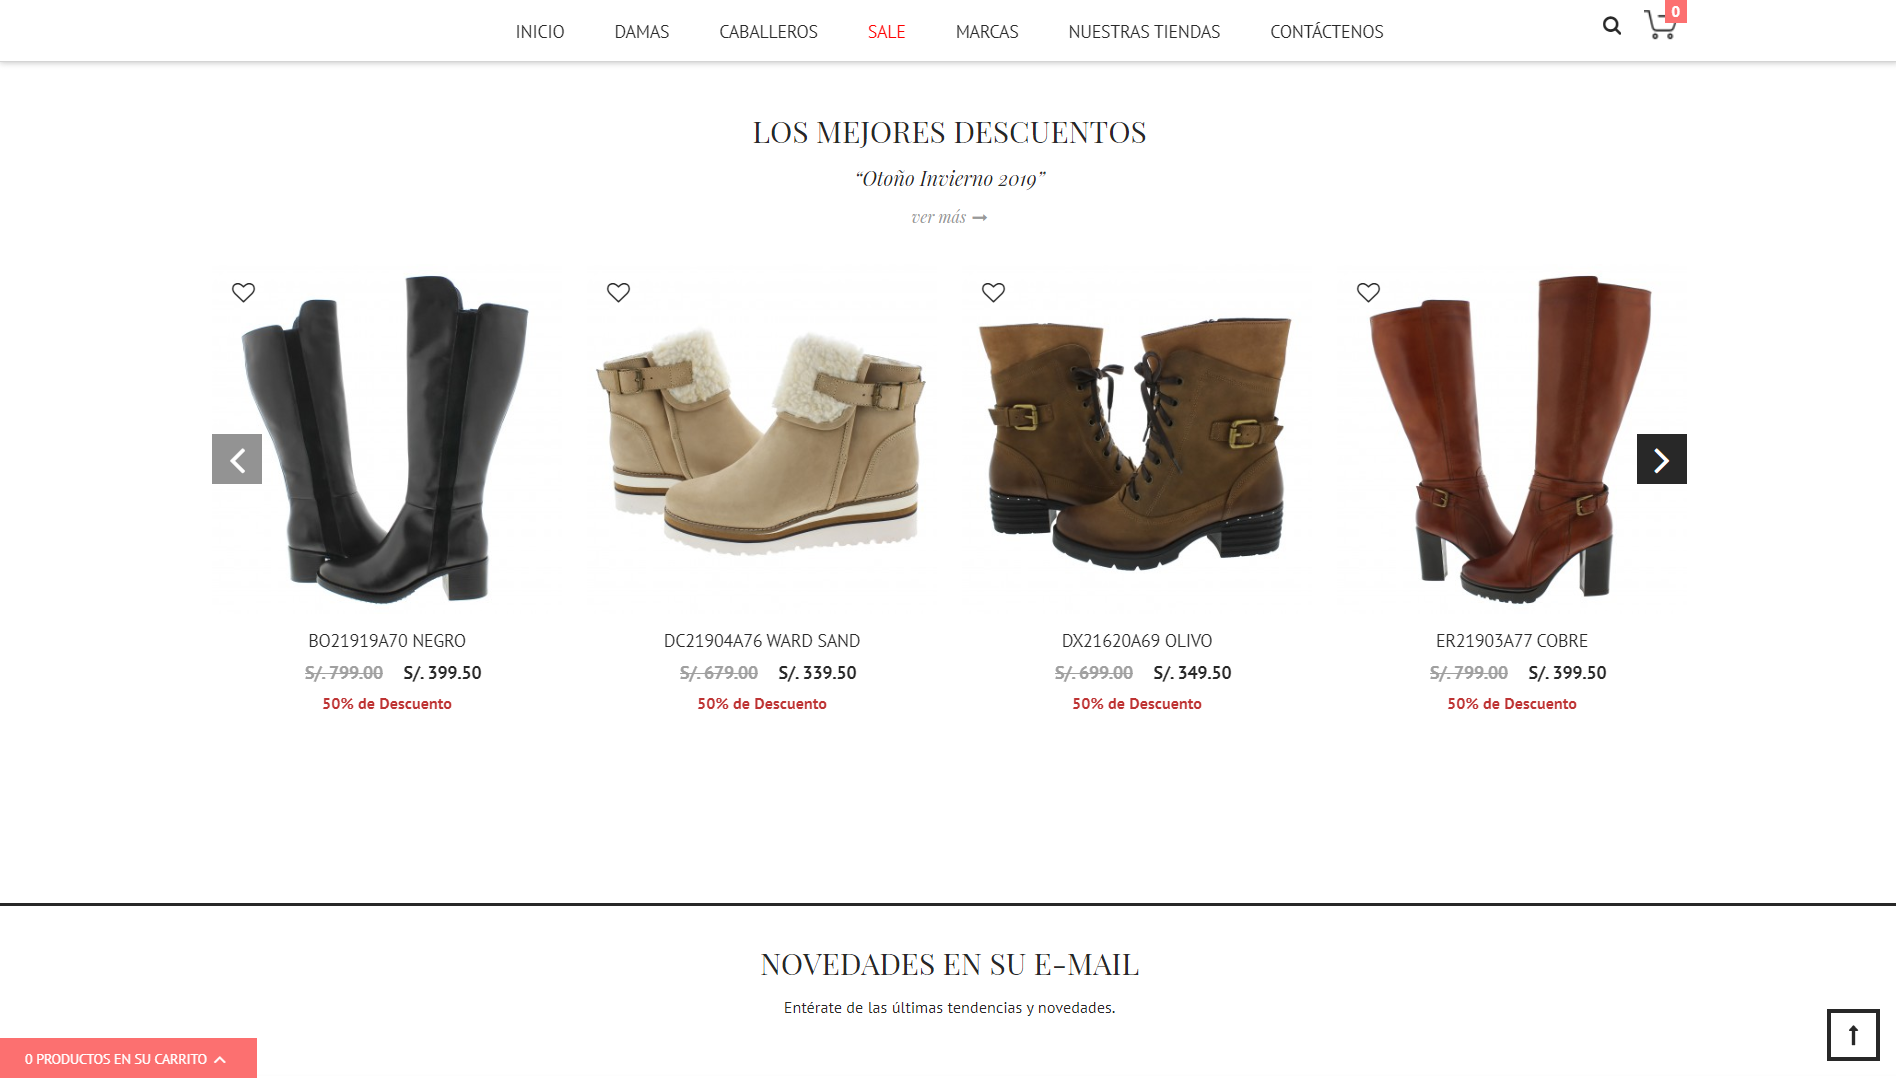 INICIO DAMAS CABALLEROS SALE MARCAS NUESTRAS TIENDAS CONTÁCTENOS 0
LOS MEJORES DESCUENTOS
“Otoño Invierno 2019”
ver más
BO21919A70 NEGRO
S/. 799.00 S/. 399.50
50% de Descuento
DC21904A76 WARD SAND
S/. 679.00 S/. 339.50
50% de Descuento
DX21620A69 OLIVO
S/. 699.00 S/. 349.50
50% de Descuento
ER21903A77 COBRE
S/. 799.00 S/. 399.50
50% de Descuento
NOVEDADES EN SU E-MAIL
Entérate de las últimas tendencias y novedades.
0 PRODUCTOS EN SU CARRITO